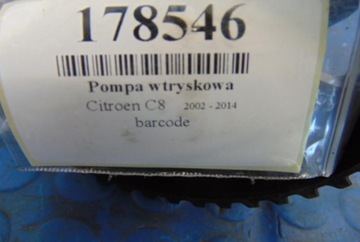 178546
Pompa wtryskowa
Citroen C8 2002 - 2014
barcode